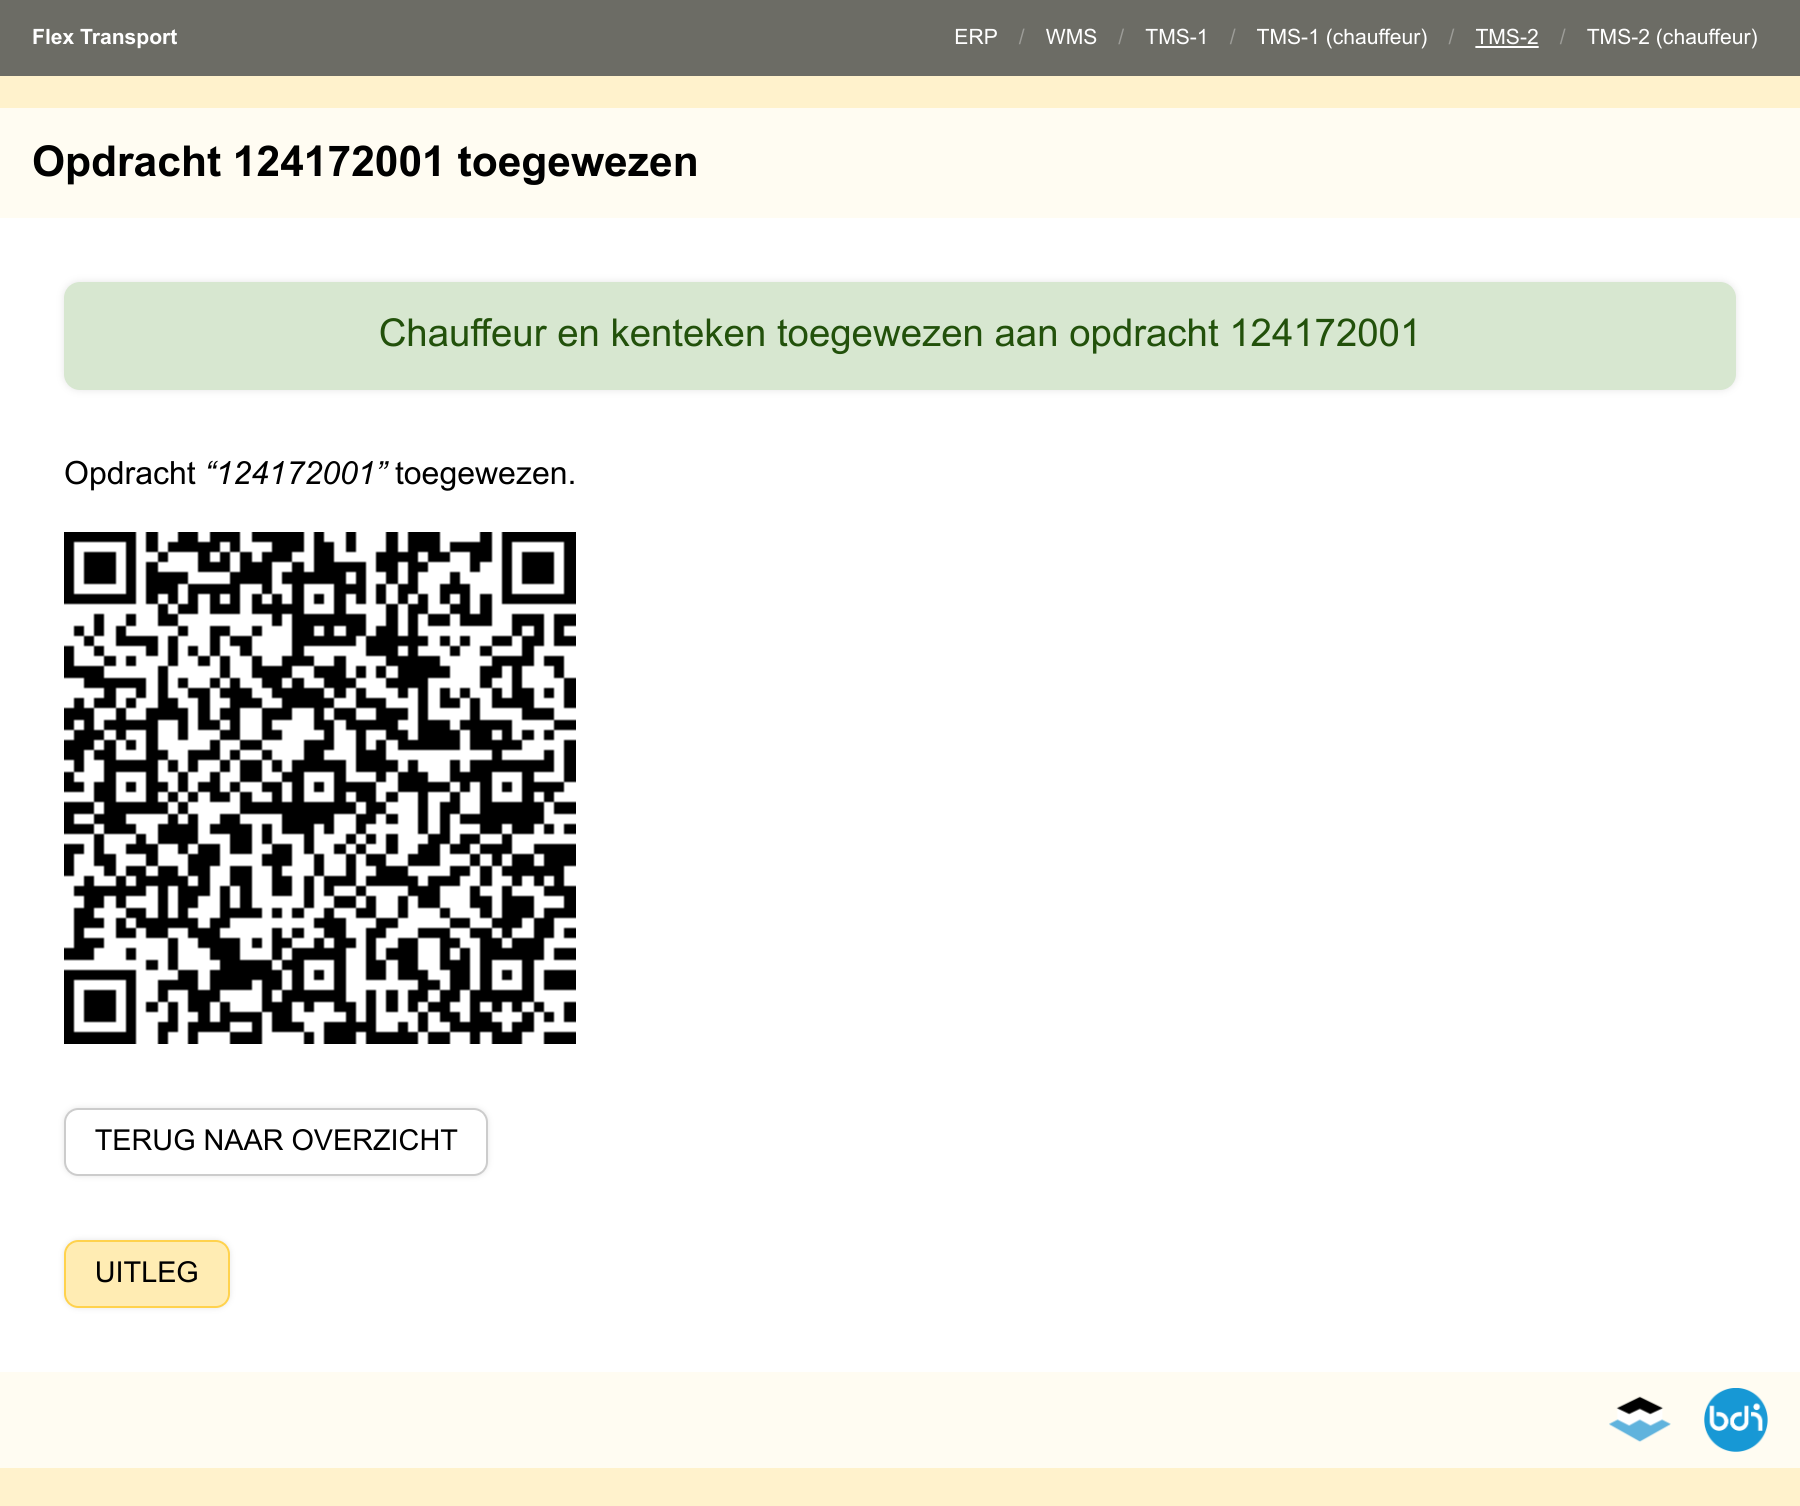 Flex Transport
ERP / WMS / TMS-1 / TMS-1 (chauffeur) / TMS-2 / TMS-2 (chauffeur)
Opdracht 124172001 toegewezen
Chauffeur en kenteken toegewezen aan opdracht 124172001
Opdracht “124172001” toegewezen.
TERUG NAAR OVERZICHT
UITLEG
bdi